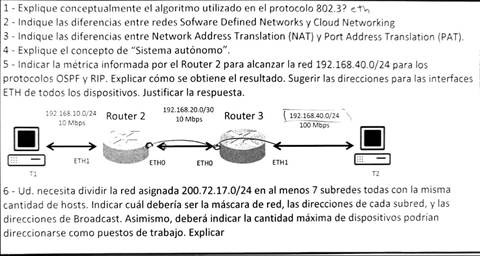 1 - Explique conceptualmente el algoritmo utilizado en el protocolo 802.3? eth
2 - Indique las diferencias entre redes Sofware Defined Networks y Cloud Networking
3 - Indique las diferencias entre Network Address Translation (NAT) y Port Address Translation (PAT).
4 - Explique el concepto de "Sistema autónomo".
5 - Indicar la métrica informada por el Router 2 para alcanzar la red 192.168.40.0/24 para los
protocolos OSPF y RIP. Explicar cómo se obtiene el resultado. Sugerir las direcciones para las interfaces
ETH de todos los dispositivos. Justificar la respuesta.
192.168.10.0/24
10 Mbps
Router 2
192.168.20.0/30
10 Mbps
Router 3
192.168.40.0/24
100 Mbps
ETH1
ETH0
ETH0
ETH1
T1
T2
6 - Ud. necesita dividir la red asignada 200.72.17.0/24 en al menos 7 subredes todas con la misma
cantidad de hosts. Indicar cuál debería ser la máscara de red, las direcciones de cada subred, y las
direcciones de Broadcast. Asimismo, deberá indicar la cantidad máxima de dispositivos podrían
direccionarse como puestos de trabajo. Explicar